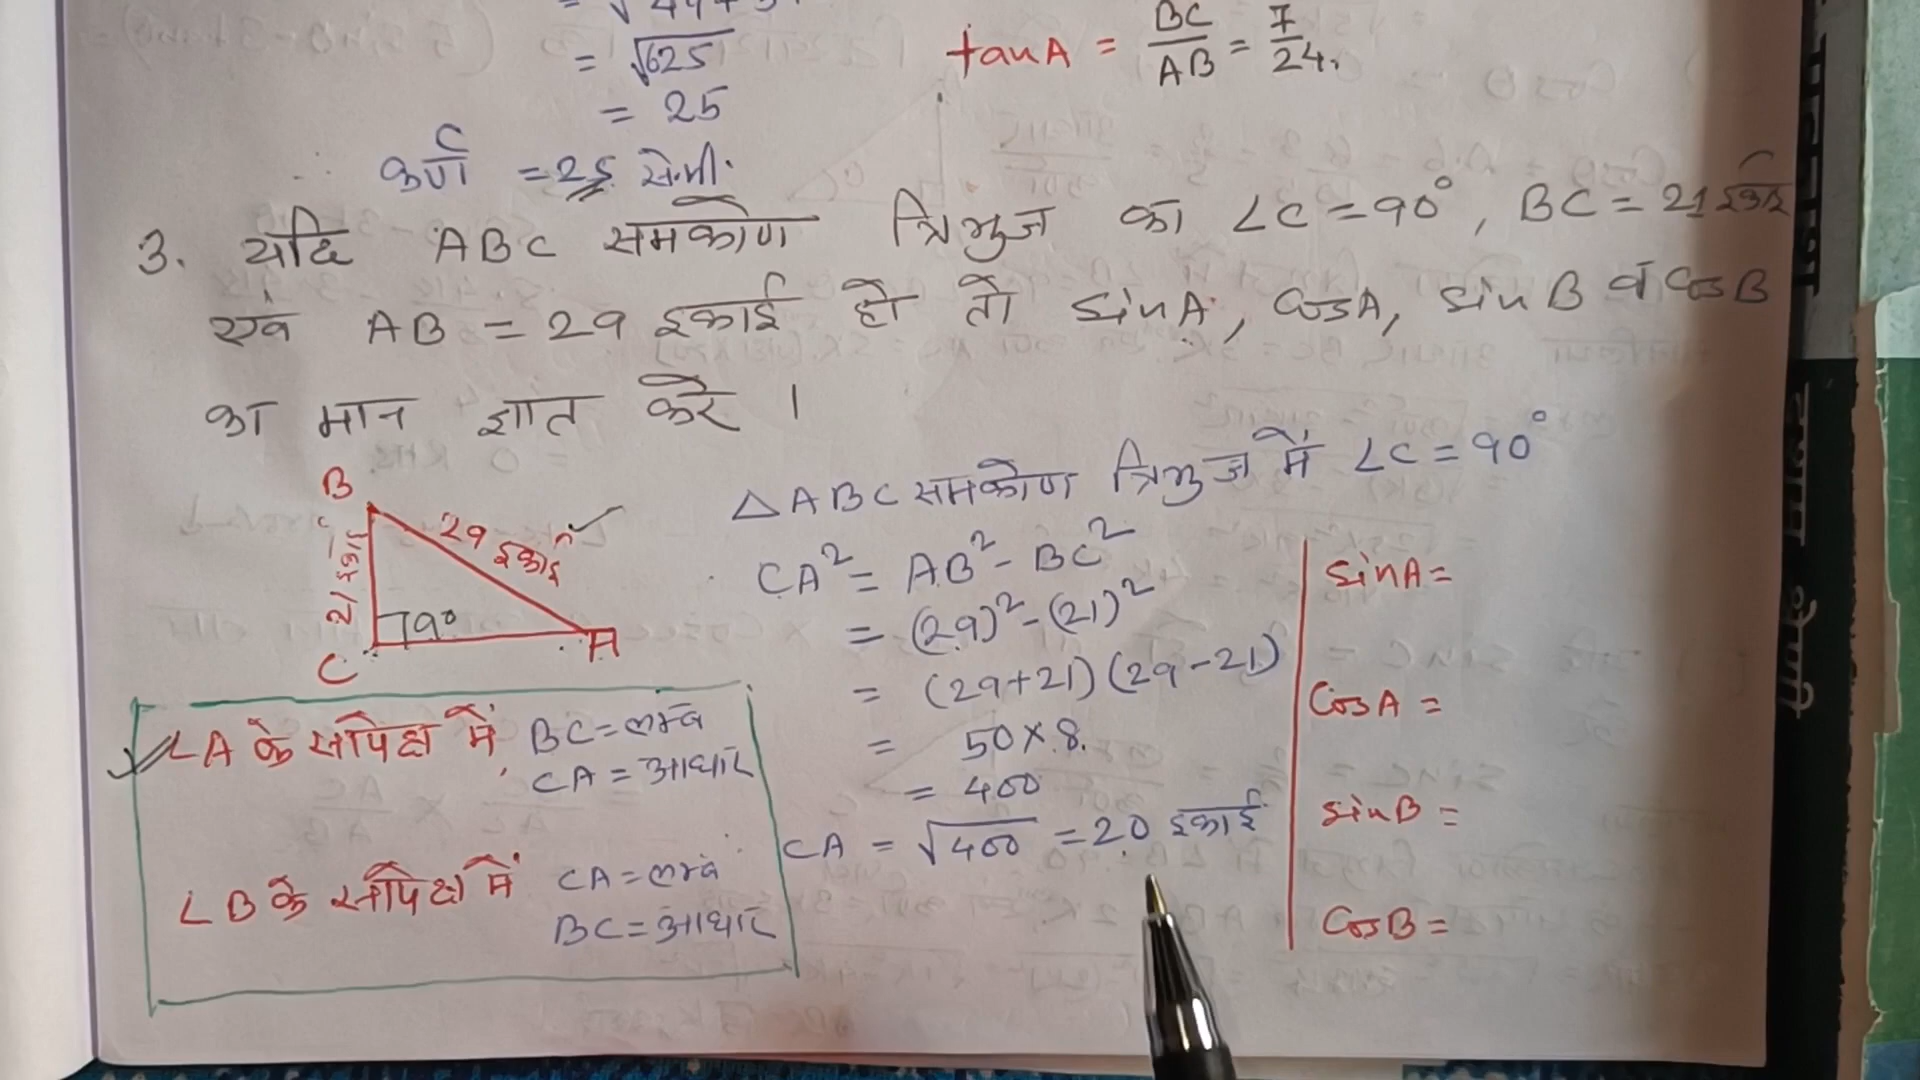 = √625
= 25
कर्ण = 25 से.मी.
tanA = BC/AB = 7/24.
3. यदि ABC समकोण त्रिभुज का ∠C = 90°, BC = 21 इकाई
एवं AB = 29 इकाई हो तो sinA, CosA, sinB व CosB
का मान ज्ञात करें ।
B
21 इकाई
29 इकाई
90
C
A
∠A के सापेक्ष में, BC = लम्ब
CA = आधार
∠B के सापेक्ष में CA = लम्ब
BC = आधार
△ABC समकोण त्रिभुज में ∠C = 90°
CA² = AB² - BC²
= (29)² - (21)²
= (29+21) (29-21)
= 50 × 8.
= 400
CA = √400 = 20 इकाई
sinA =
CosA =
sinB =
CosB =